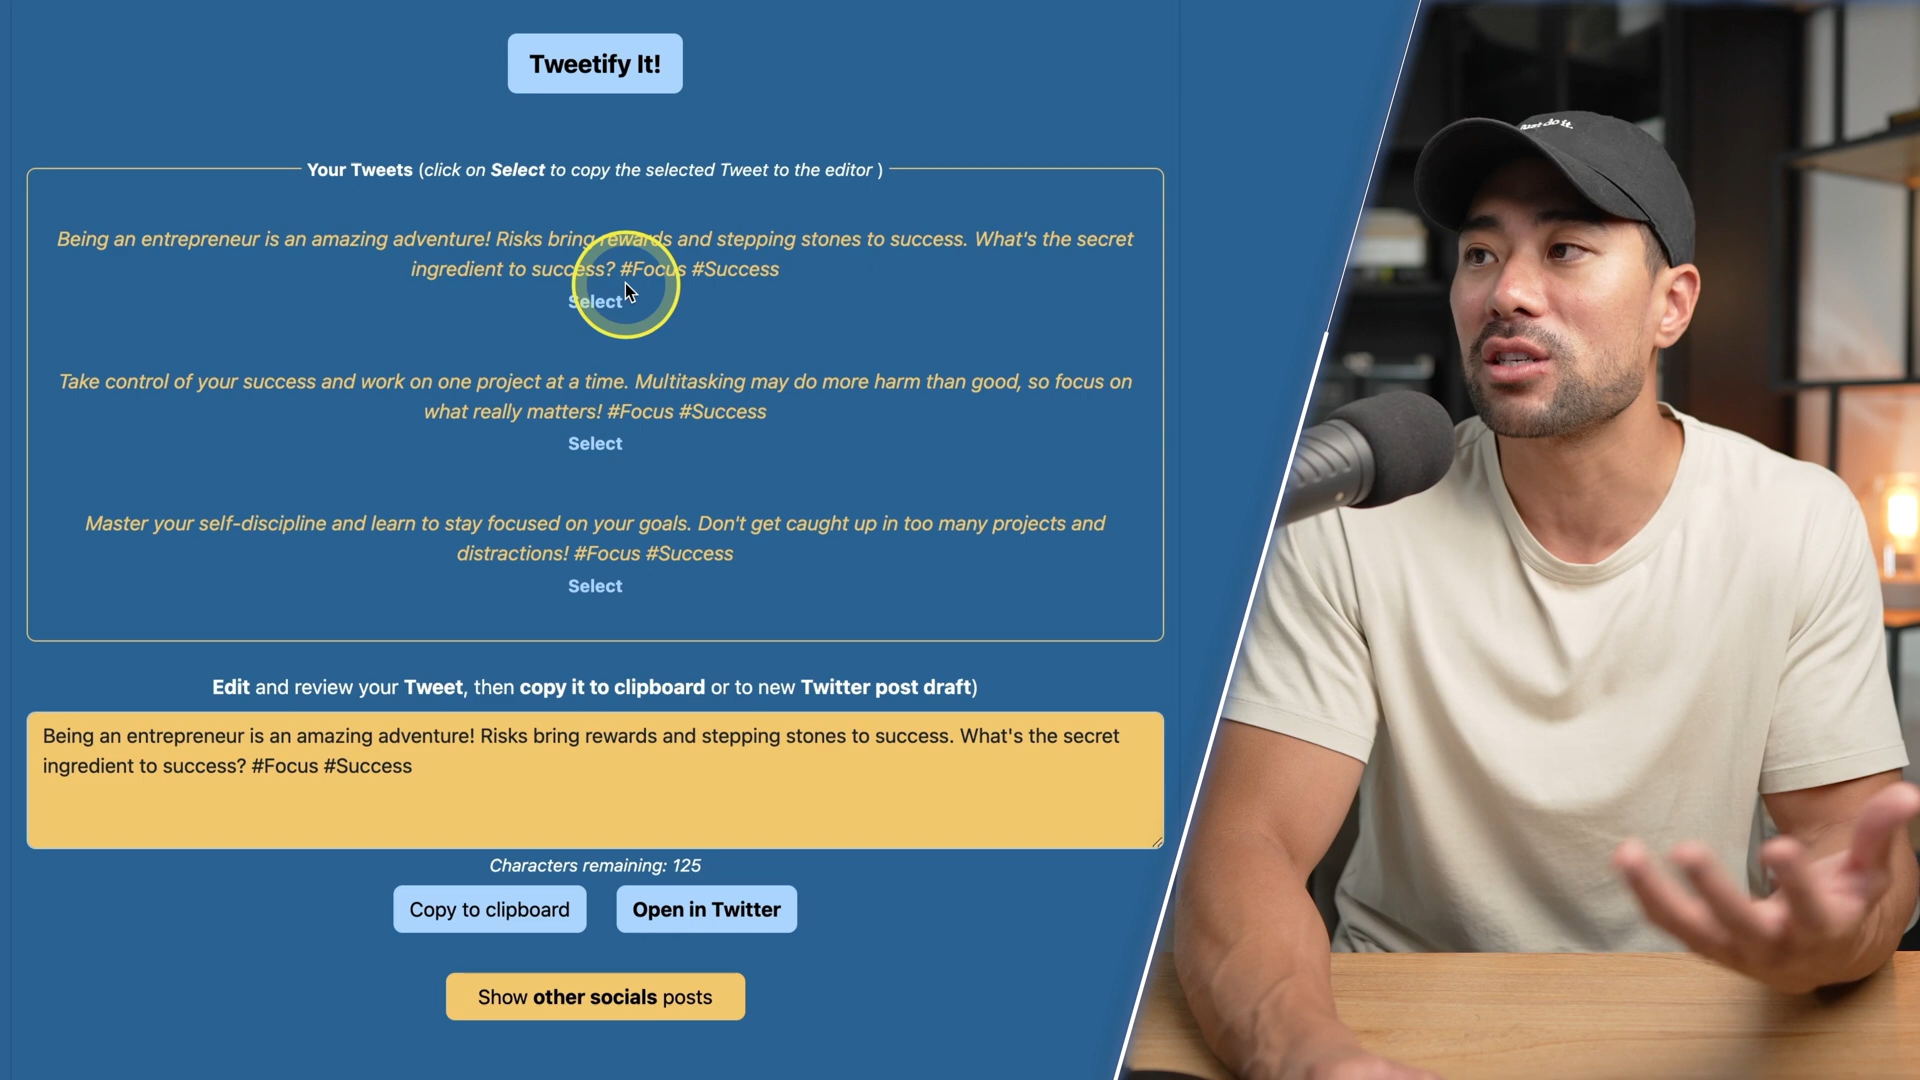 Tweetify It!
Your Tweets (click on Select to copy the selected Tweet to the editor )
Being an entrepreneur is an amazing adventure! Risks bring rewards and stepping stones to success. What's the secret
ingredient to success? #Focus #Success
Select
Take control of your success and work on one project at a time. Multitasking may do more harm than good, so focus on
what really matters! #Focus #Success
Select
Master your self-discipline and learn to stay focused on your goals. Don't get caught up in too many projects and
distractions! #Focus #Success
Select
Edit and review your Tweet, then copy it to clipboard or to new Twitter post draft)
Being an entrepreneur is an amazing adventure! Risks bring rewards and stepping stones to success. What's the secret
ingredient to success? #Focus #Success
Characters remaining: 125
Copy to clipboard
Open in Twitter
Show other socials posts
just do it.